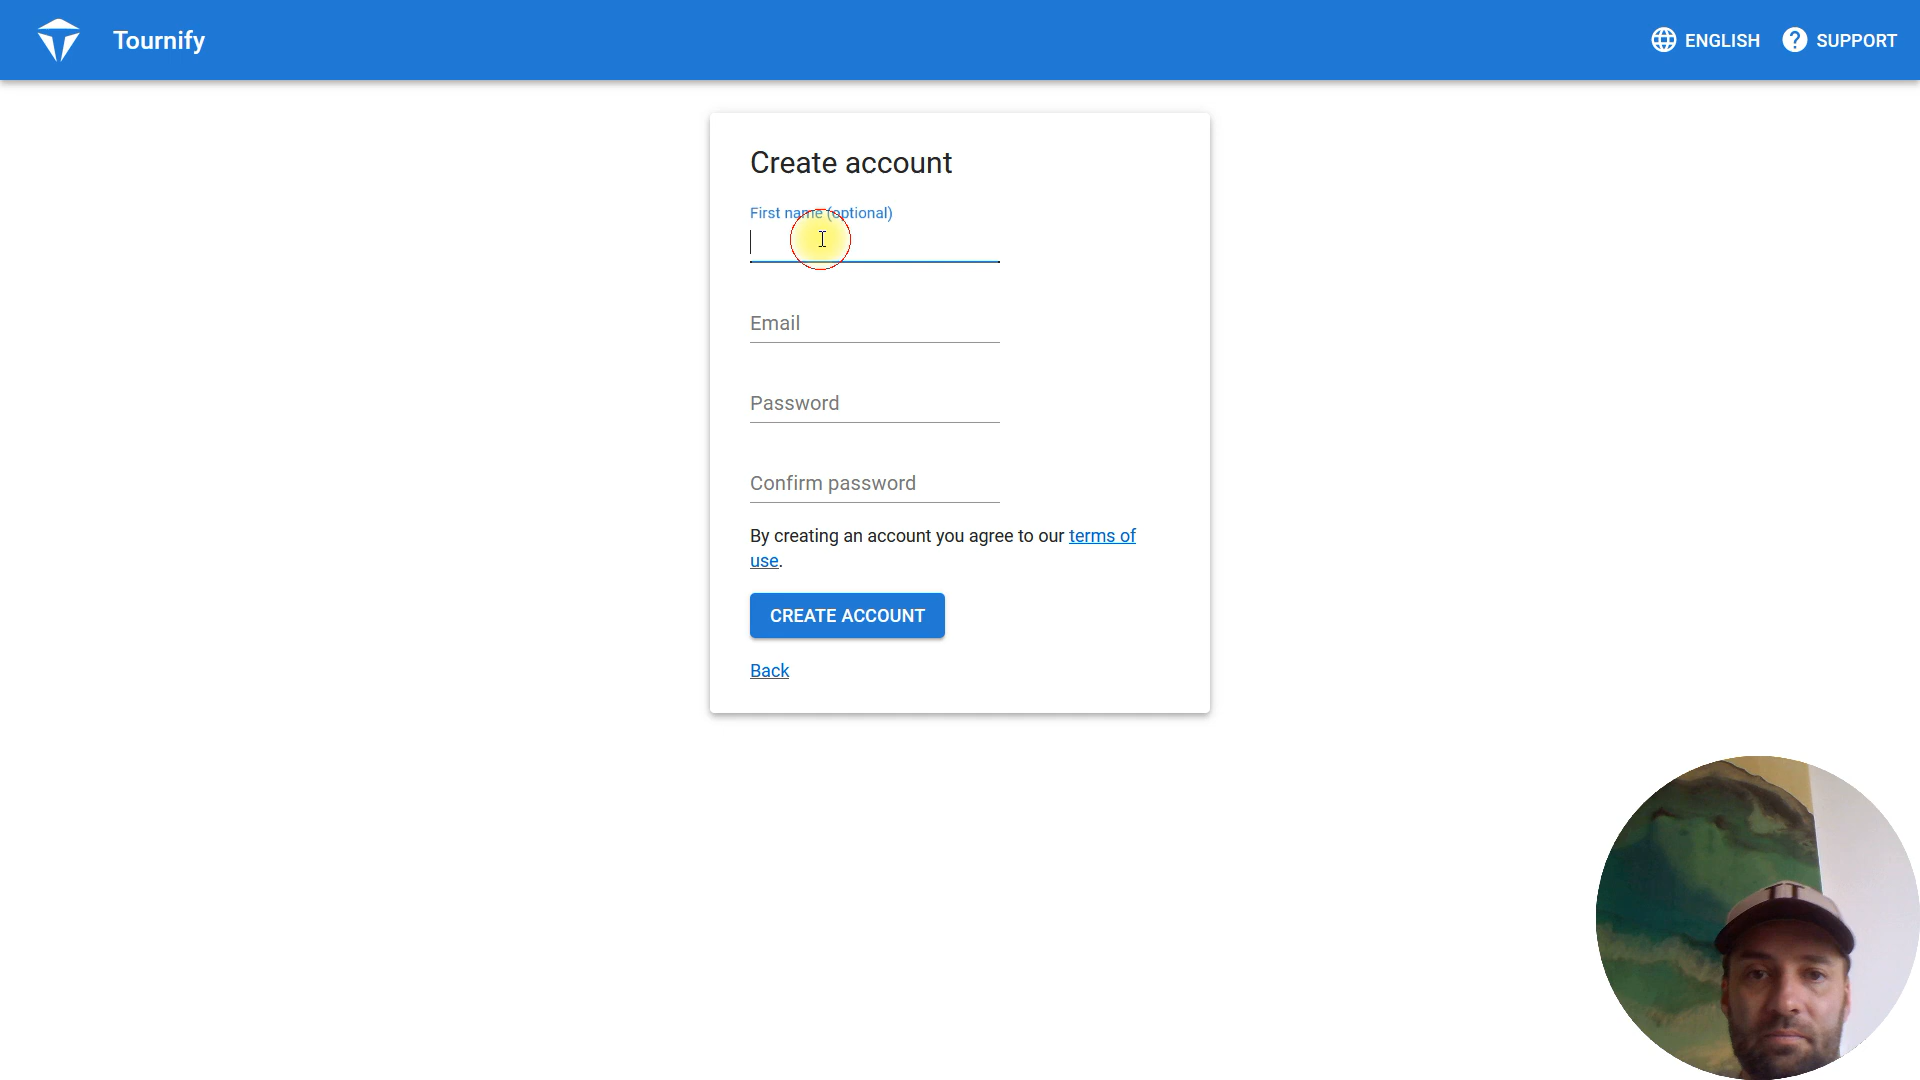 Tournify
ENGLISH
SUPPORT
Create account
First name (optional)
Email
Password
Confirm password
By creating an account you agree to our terms of
use.
CREATE ACCOUNT
Back